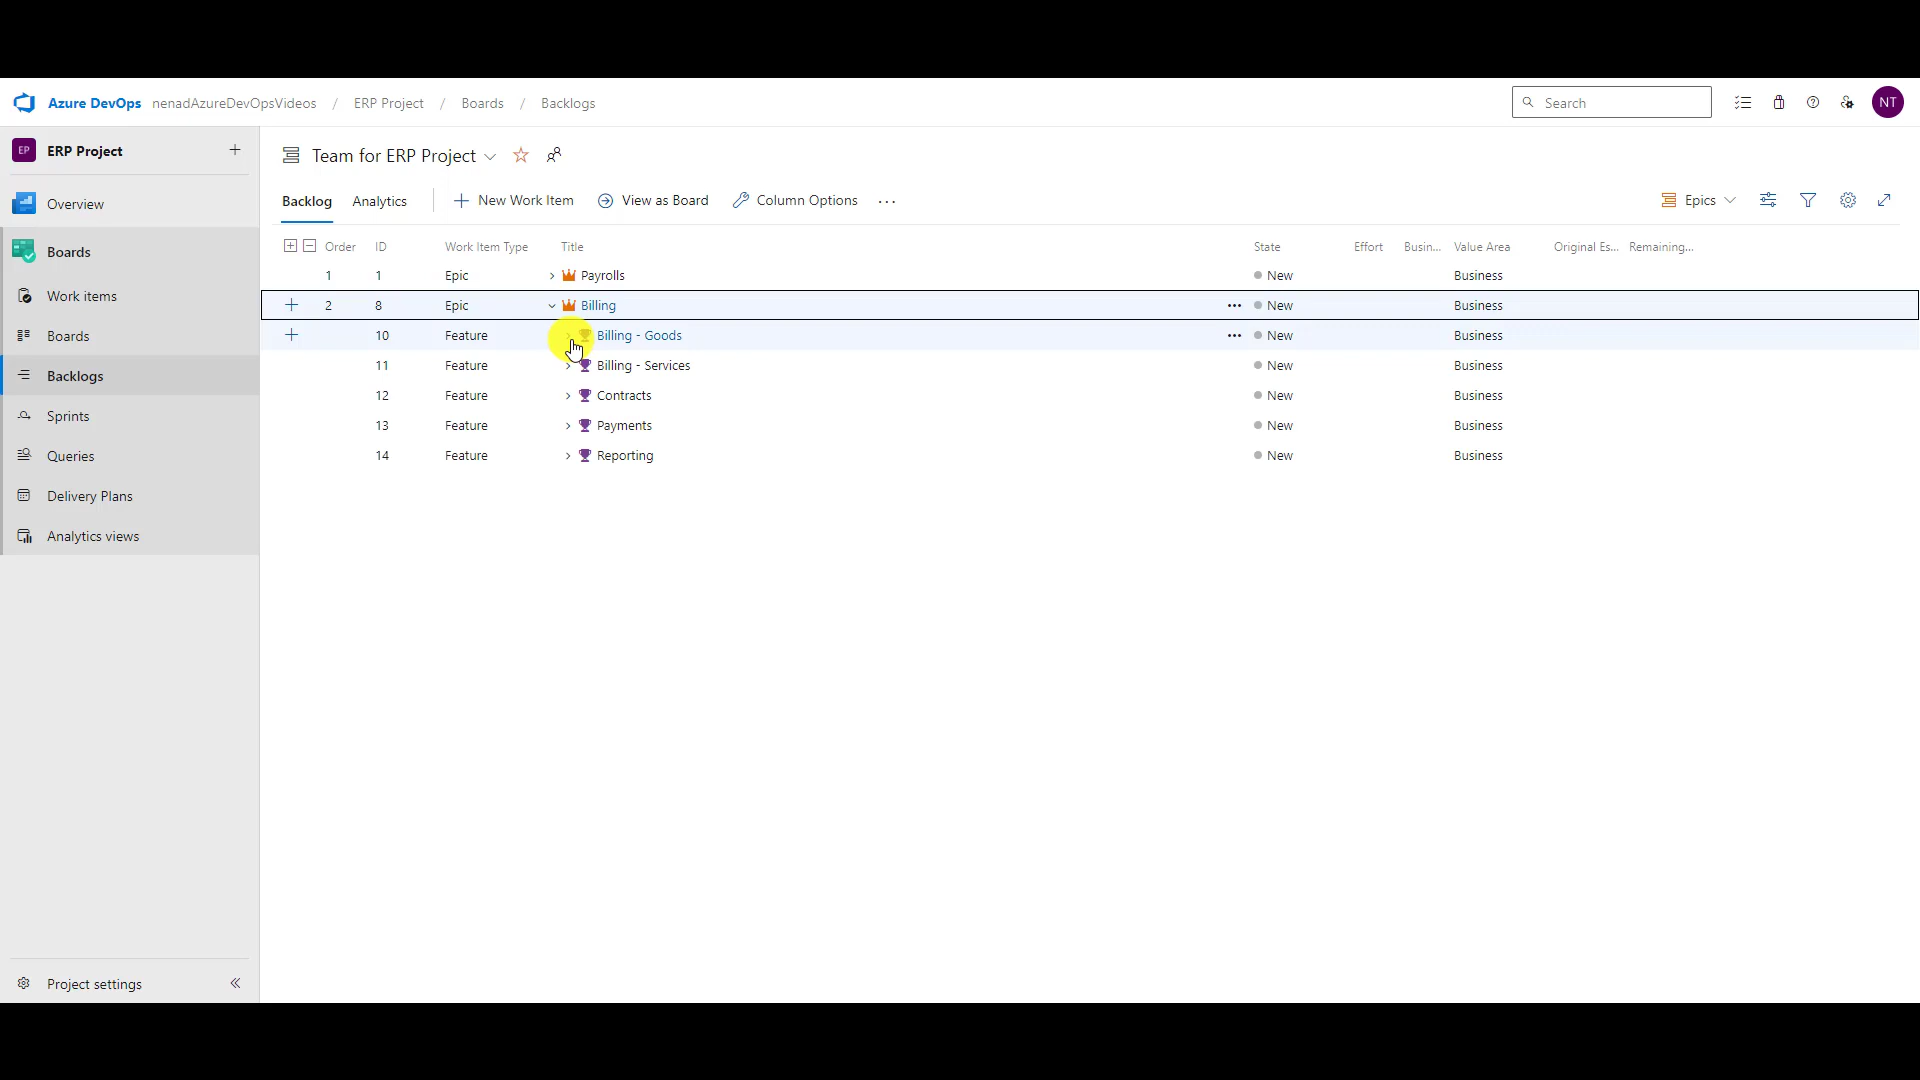 Azure DevOps nenadAzureDevOpsVideos / ERP Project / Boards / Backlogs Search NT
EP ERP Project
Team for ERP Project
Overview
Backlog Analytics New Work Item View as Board Column Options ... Epics
Boards
Order ID Work Item Type Title State Effort Busin... Value Area Original Es... Remaining...
1 1 Epic Payrolls New Business
Work items
2 8 Epic Billing ... New Business
Boards
10 Feature Billing - Goods ... New Business
Backlogs
11 Feature Billing - Services New Business
12 Feature Contracts New Business
Sprints
13 Feature Payments New Business
Queries
14 Feature Reporting New Business
Delivery Plans
Analytics views
Project settings